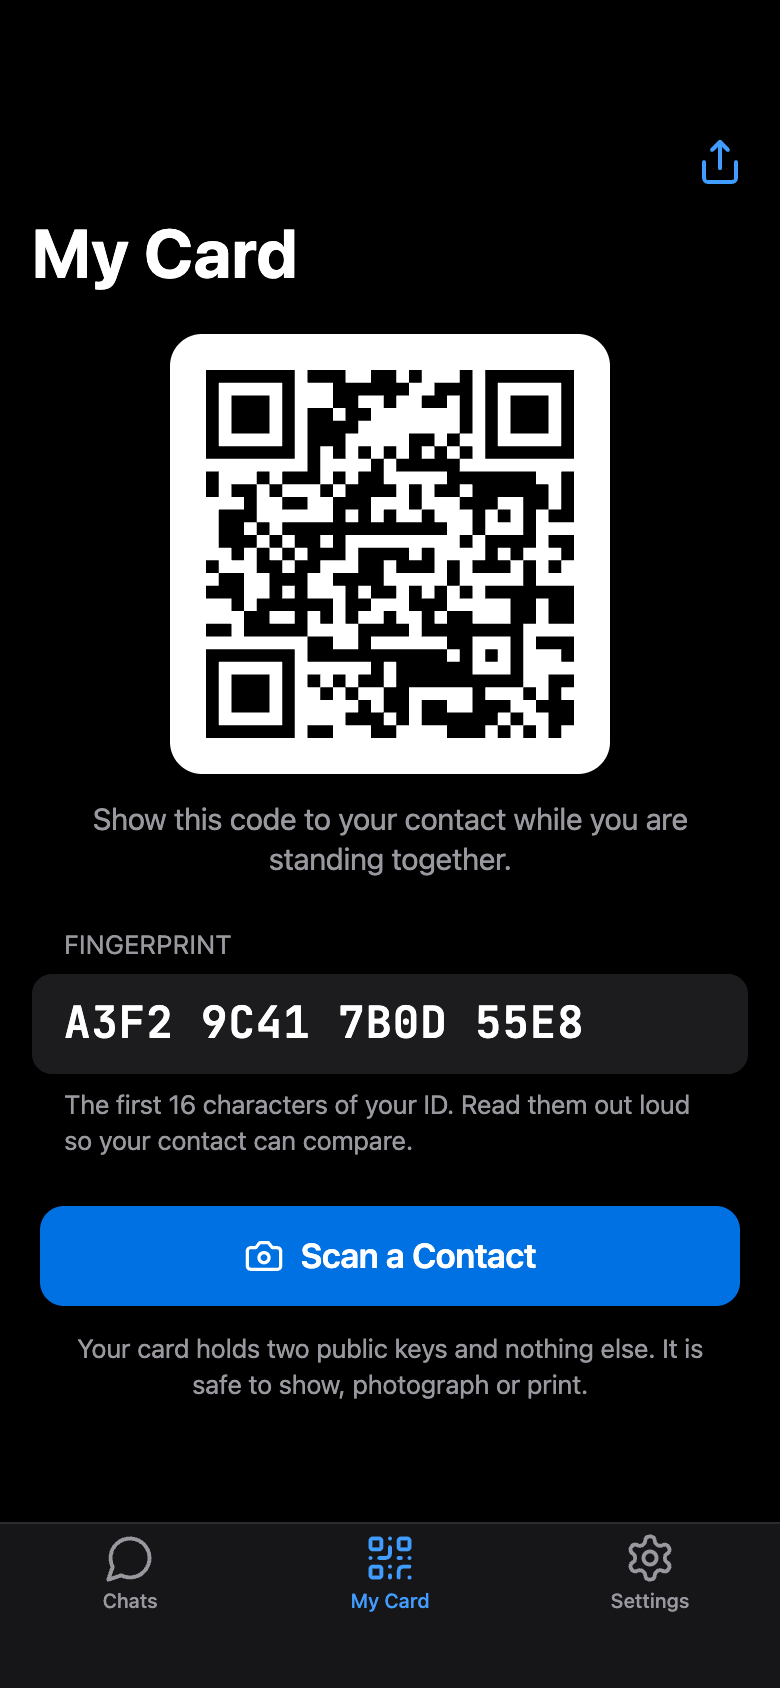 My Card
Show this code to your contact while you are
standing together.
FINGERPRINT
A3F2 9C41 7B0D 55E8
The first 16 characters of your ID. Read them out loud
so your contact can compare.
Scan a Contact
Your card holds two public keys and nothing else. It is
safe to show, photograph or print.
Chats
My Card
Settings